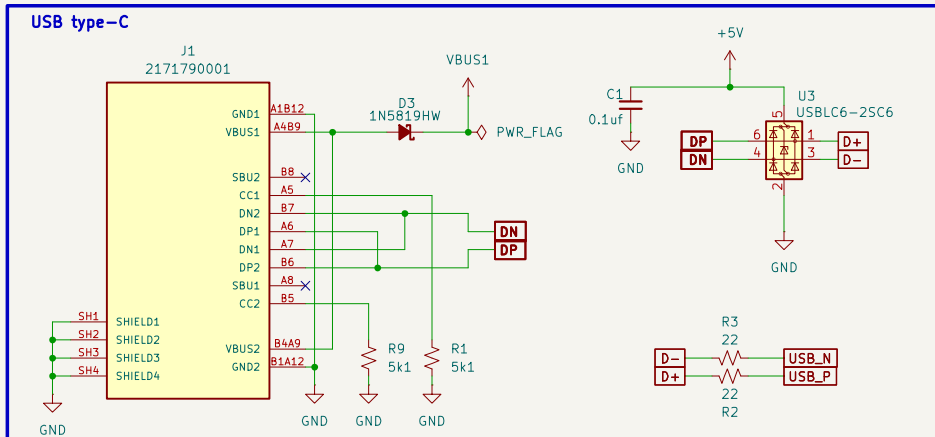 USB type-C
J1
2171790001
GND1 A1B12
VBUS1 A4B9
SBU2 B8
CC1 A5
DN2 B7
DP1 A6
DN1 A7
DP2 B6
SBU1 A8
CC2 B5
VBUS2 B4A9
GND2 B1A12
SH1 SHIELD1
SH2 SHIELD2
SH3 SHIELD3
SH4 SHIELD4
GND
D3
1N5819HW
VBUS1
PWR_FLAG
DN
DP
R9
5k1
R1
5k1
GND GND GND
+5V
C1
0.1uf
GND
U3
USBLC6-2SC6
5
DP 6 1 D+
DN 4 3 D-
2
GND
R3
22
D- USB_N
D+ USB_P
22
R2